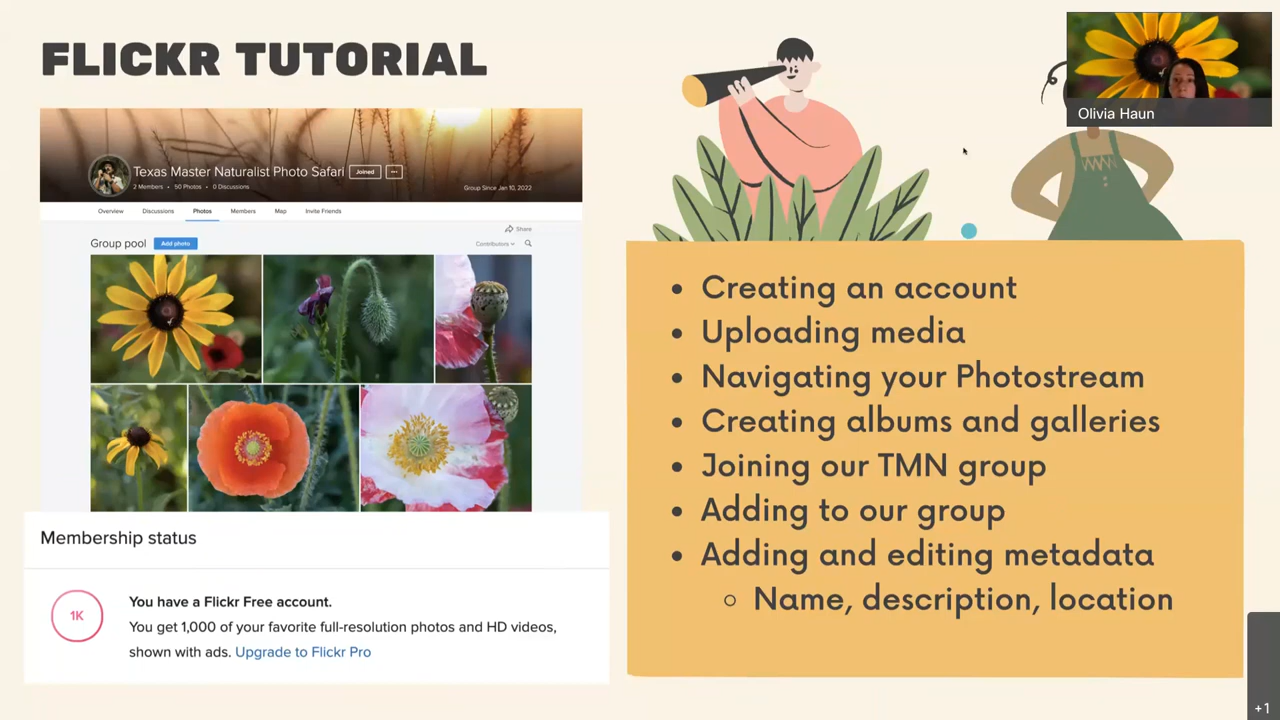 FLICKR TUTORIAL
Olivia Haun
Texas Master Naturalist Photo Safari Joined ...
2 Members • 50 Photos • 0 Discussions
Group Since Jan 10, 2022
Overview Discussions Photos Members Map Invite Friends
Share
Group pool Add photo Contributors
Membership status
1K
You have a Flickr Free account.
You get 1,000 of your favorite full-resolution photos and HD videos,
shown with ads. Upgrade to Flickr Pro
• Creating an account
• Uploading media
• Navigating your Photostream
• Creating albums and galleries
• Joining our TMN group
• Adding to our group
• Adding and editing metadata
○ Name, description, location
+1